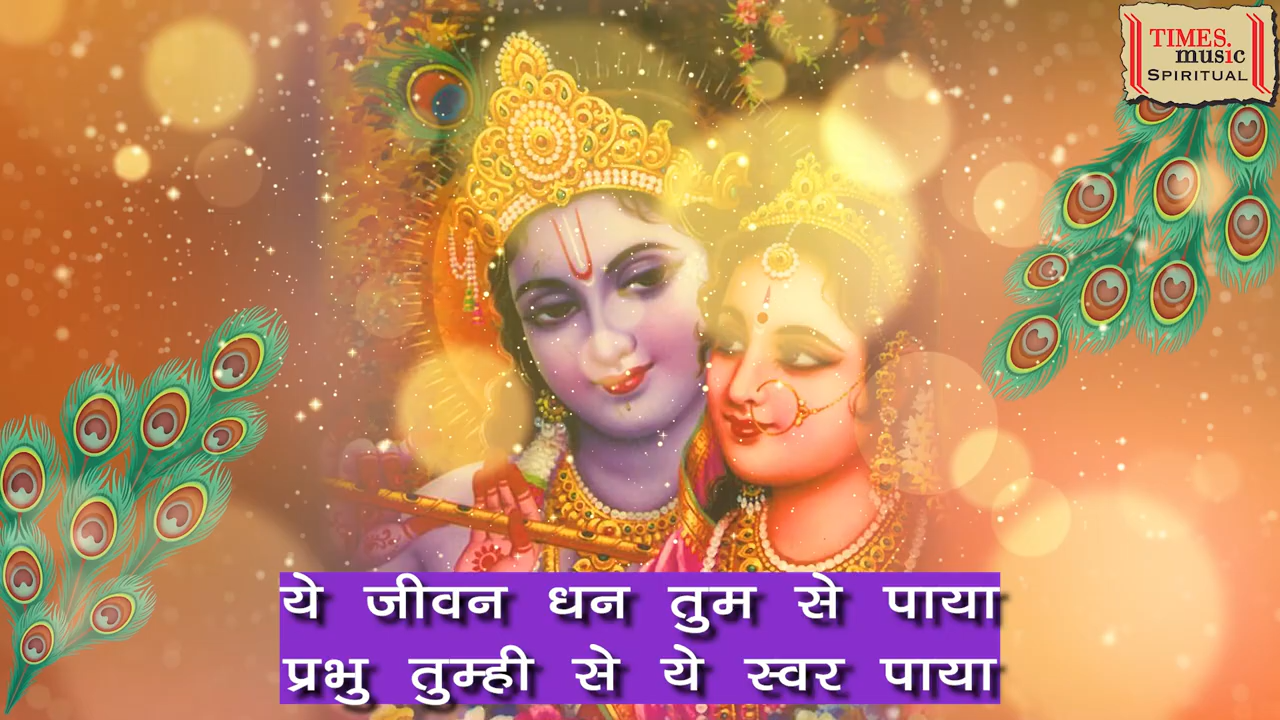 TIMES.
music
SPIRITUAL
ये जीवन धन तुम से पाया
प्रभु तुम्ही से ये स्वर पाया